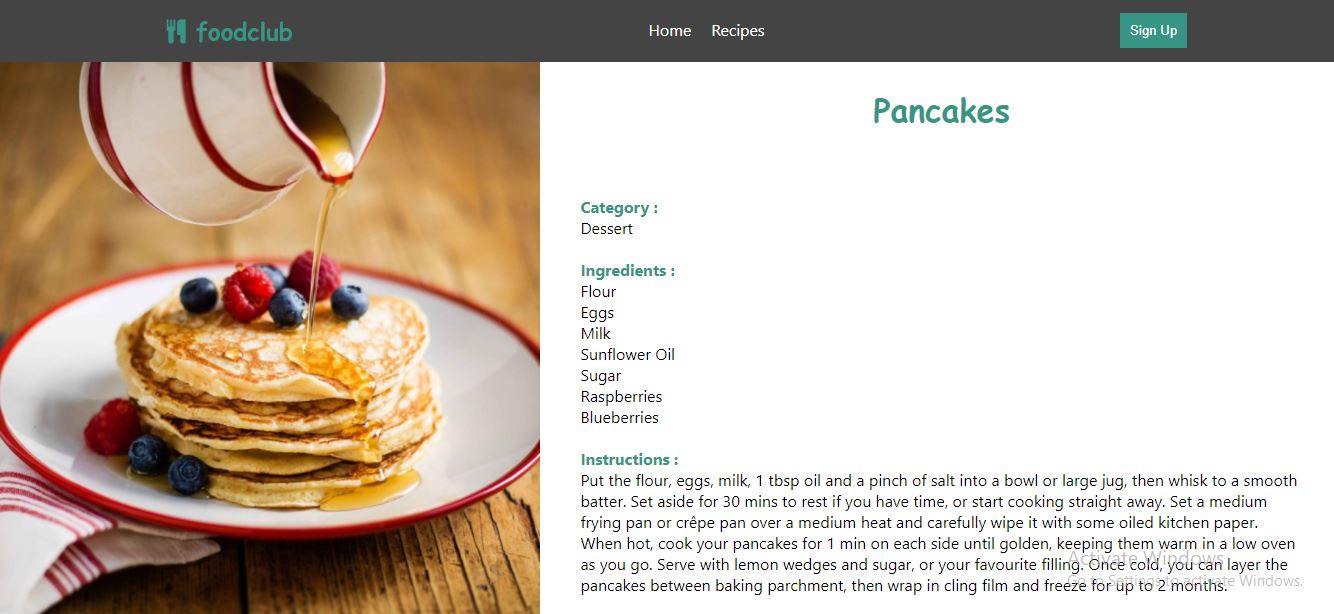 foodclub
Home Recipes
Sign Up
Pancakes
Category :
Dessert
Ingredients :
Flour
Eggs
Milk
Sunflower Oil
Sugar
Raspberries
Blueberries
Instructions :
Put the flour, eggs, milk, 1 tbsp oil and a pinch of salt into a bowl or large jug, then whisk to a smooth
batter. Set aside for 30 mins to rest if you have time, or start cooking straight away. Set a medium
frying pan or crêpe pan over a medium heat and carefully wipe it with some oiled kitchen paper.
When hot, cook your pancakes for 1 min on each side until golden, keeping them warm in a low oven
as you go. Serve with lemon wedges and sugar, or your favourite filling. Once cold, you can layer the
pancakes between baking parchment, then wrap in cling film and freeze for up to 2 months.
Activate Windows
Go to Settings to activate Windows.